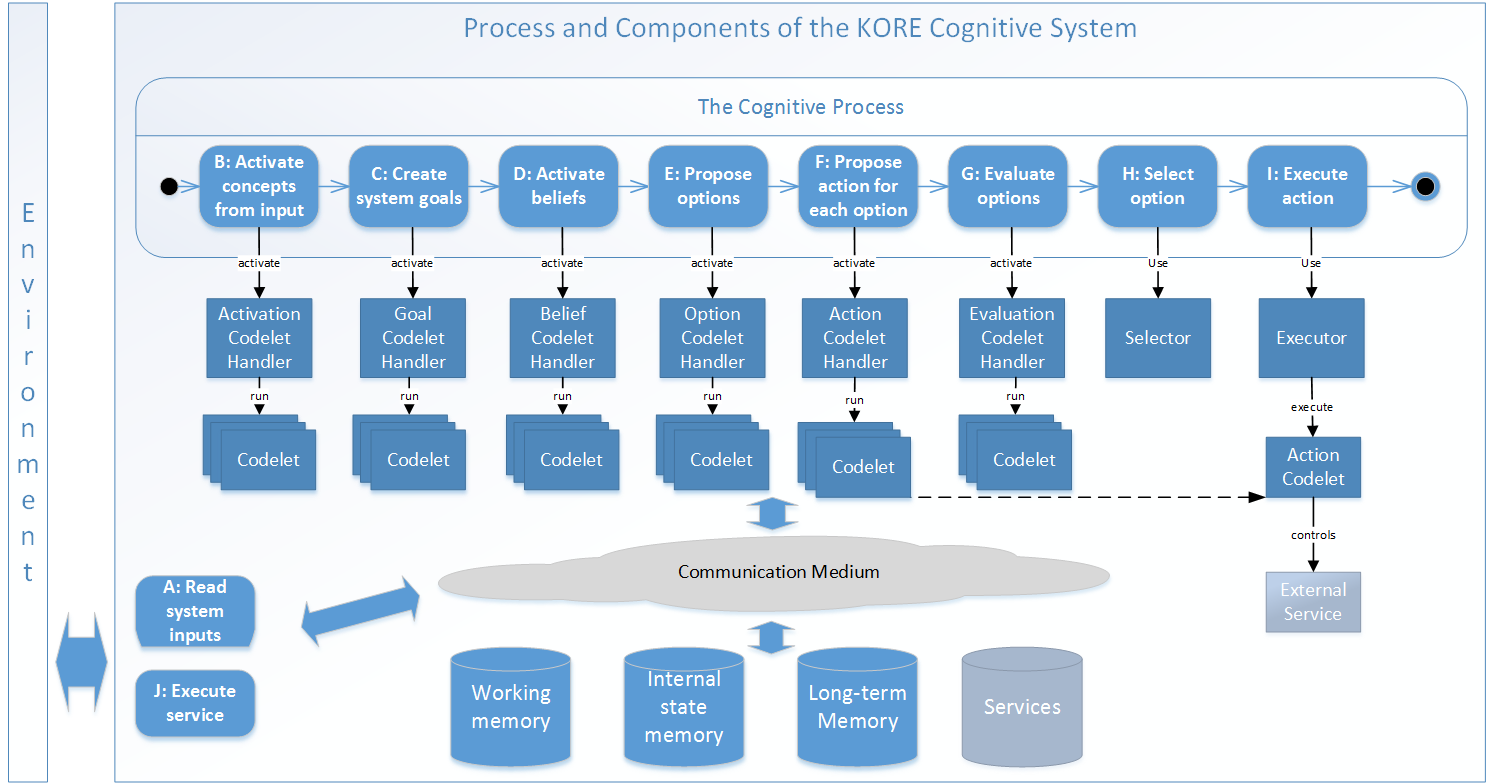 Process and Components of the KORE Cognitive System
The Cognitive Process
B: Activate
concepts
from input
C: Create
system goals
D: Activate
beliefs
E: Propose
options
F: Propose
action for
each option
G: Evaluate
options
H: Select
option
I: Execute
action
activate
activate
activate
activate
activate
activate
Use
Use
Activation
Codelet
Handler
Goal
Codelet
Handler
Belief
Codelet
Handler
Option
Codelet
Handler
Action
Codelet
Handler
Evaluation
Codelet
Handler
Selector
Executor
run
run
run
run
run
run
execute
Codelet
Codelet
Codelet
Codelet
Codelet
Codelet
Action
Codelet
controls
External
Service
Communication Medium
Environment
A: Read
system
inputs
J: Execute
service
Working
memory
Internal
state
memory
Long-term
Memory
Services